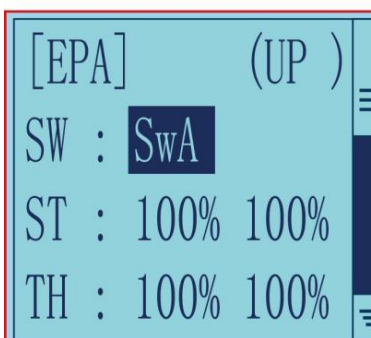 [EPA] (UP )
SW : SwA
ST : 100% 100%
TH : 100% 100%